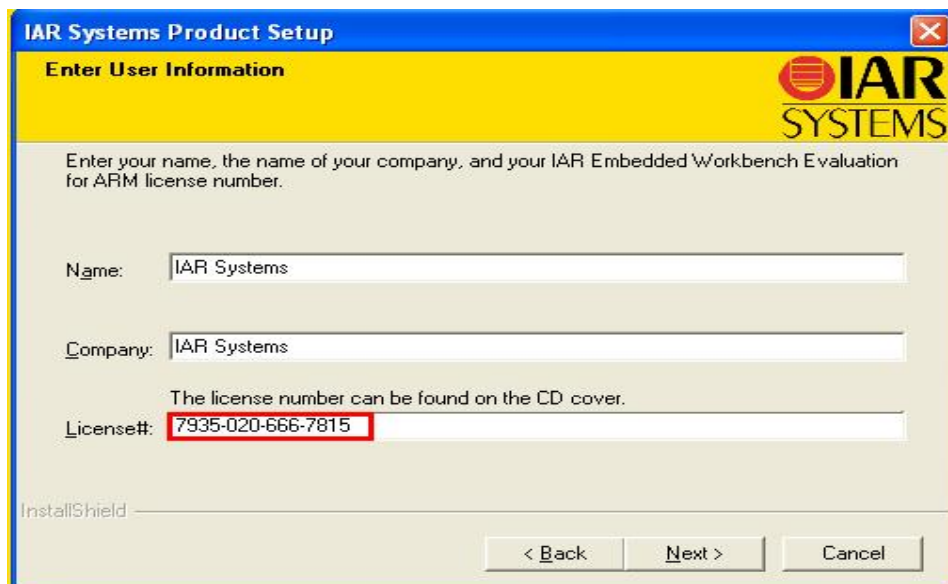 IAR Systems Product Setup
Enter User Information
IAR
SYSTEMS
Enter your name, the name of your company, and your IAR Embedded Workbench Evaluation
for ARM license number.
Name: IAR Systems
Company: IAR Systems
The license number can be found on the CD cover.
License#: 7935-020-666-7815
InstallShield
< Back Next > Cancel